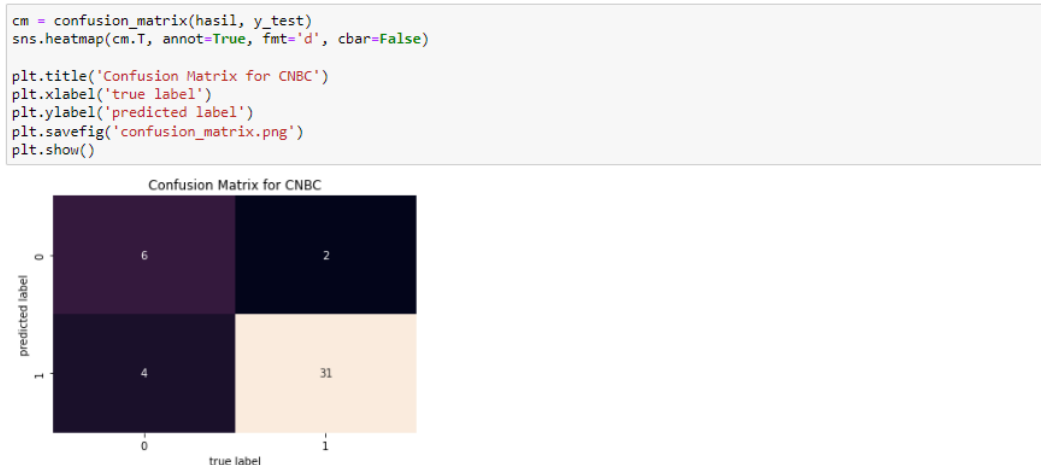 cm = confusion_matrix(hasil, y_test)
sns.heatmap(cm.T, annot=True, fmt='d', cbar=False)
plt.title('Confusion Matrix for CNBC')
plt.xlabel('true label')
plt.ylabel('predicted label')
plt.savefig('confusion_matrix.png')
plt.show()
Confusion Matrix for CNBC
0
6
2
predicted label
1
4
31
0
1
true label